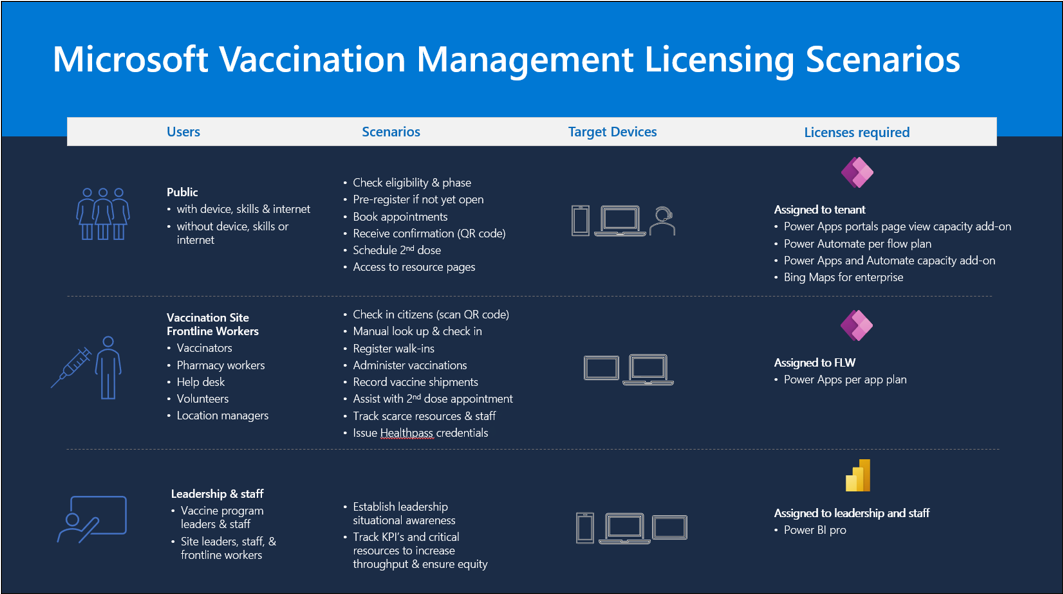 Microsoft Vaccination Management Licensing Scenarios
Users
Scenarios
Target Devices
Licenses required
Public
• with device, skills & internet
• without device, skills or
internet
• Check eligibility & phase
• Pre-register if not yet open
• Book appointments
• Receive confirmation (QR code)
• Schedule 2nd dose
• Access to resource pages
Assigned to tenant
• Power Apps portals page view capacity add-on
• Power Automate per flow plan
• Power Apps and Automate capacity add-on
• Bing Maps for enterprise
Vaccination Site
Frontline Workers
• Vaccinators
• Pharmacy workers
• Help desk
• Volunteers
• Location managers
• Check in citizens (scan QR code)
• Manual look up & check in
• Register walk-ins
• Administer vaccinations
• Record vaccine shipments
• Assist with 2nd dose appointment
• Track scarce resources & staff
• Issue Healthpass credentials
Assigned to FLW
• Power Apps per app plan
Leadership & staff
• Vaccine program
leaders & staff
• Site leaders, staff, &
frontline workers
• Establish leadership
situational awareness
• Track KPI's and critical
resources to increase
throughput & ensure equity
Assigned to leadership and staff
• Power BI pro